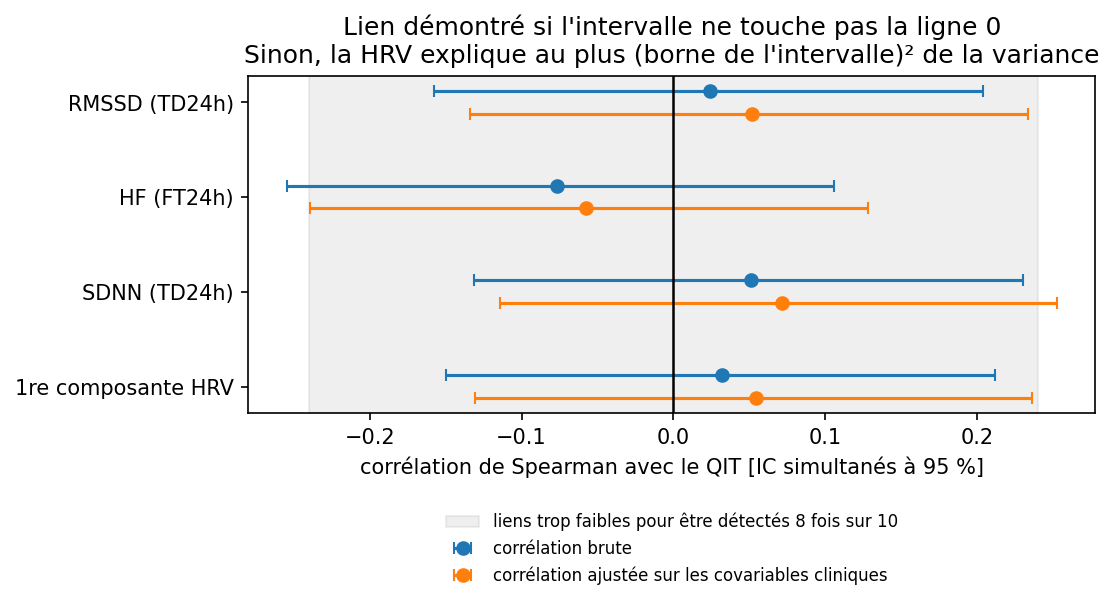 Lien démontré si l'intervalle ne touche pas la ligne 0
Sinon, la HRV explique au plus (borne de l'intervalle)² de la variance
RMSSD (TD24h)
HF (FT24h)
SDNN (TD24h)
1re composante HRV
−0.2
−0.1
0.0
0.1
0.2
corrélation de Spearman avec le QIT [IC simultanés à 95 %]
liens trop faibles pour être détectés 8 fois sur 10
corrélation brute
corrélation ajustée sur les covariables cliniques